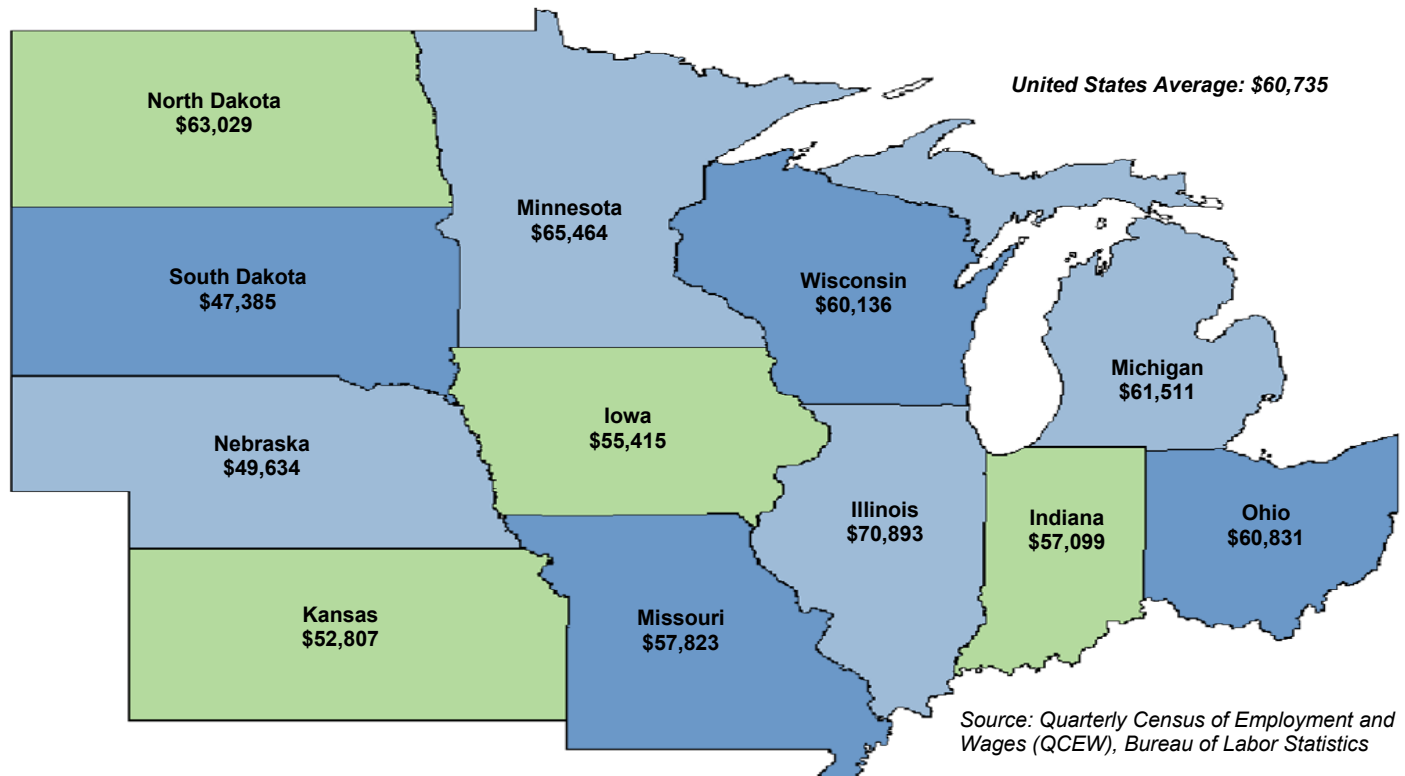 United States Average: $60,735
North Dakota
$63,029
Minnesota
$65,464
South Dakota
$47,385
Wisconsin
$60,136
Michigan
$61,511
Iowa
$55,415
Nebraska
$49,634
Illinois
$70,893
Indiana
$57,099
Ohio
$60,831
Kansas
$52,807
Missouri
$57,823
Source: Quarterly Census of Employment and
Wages (QCEW), Bureau of Labor Statistics